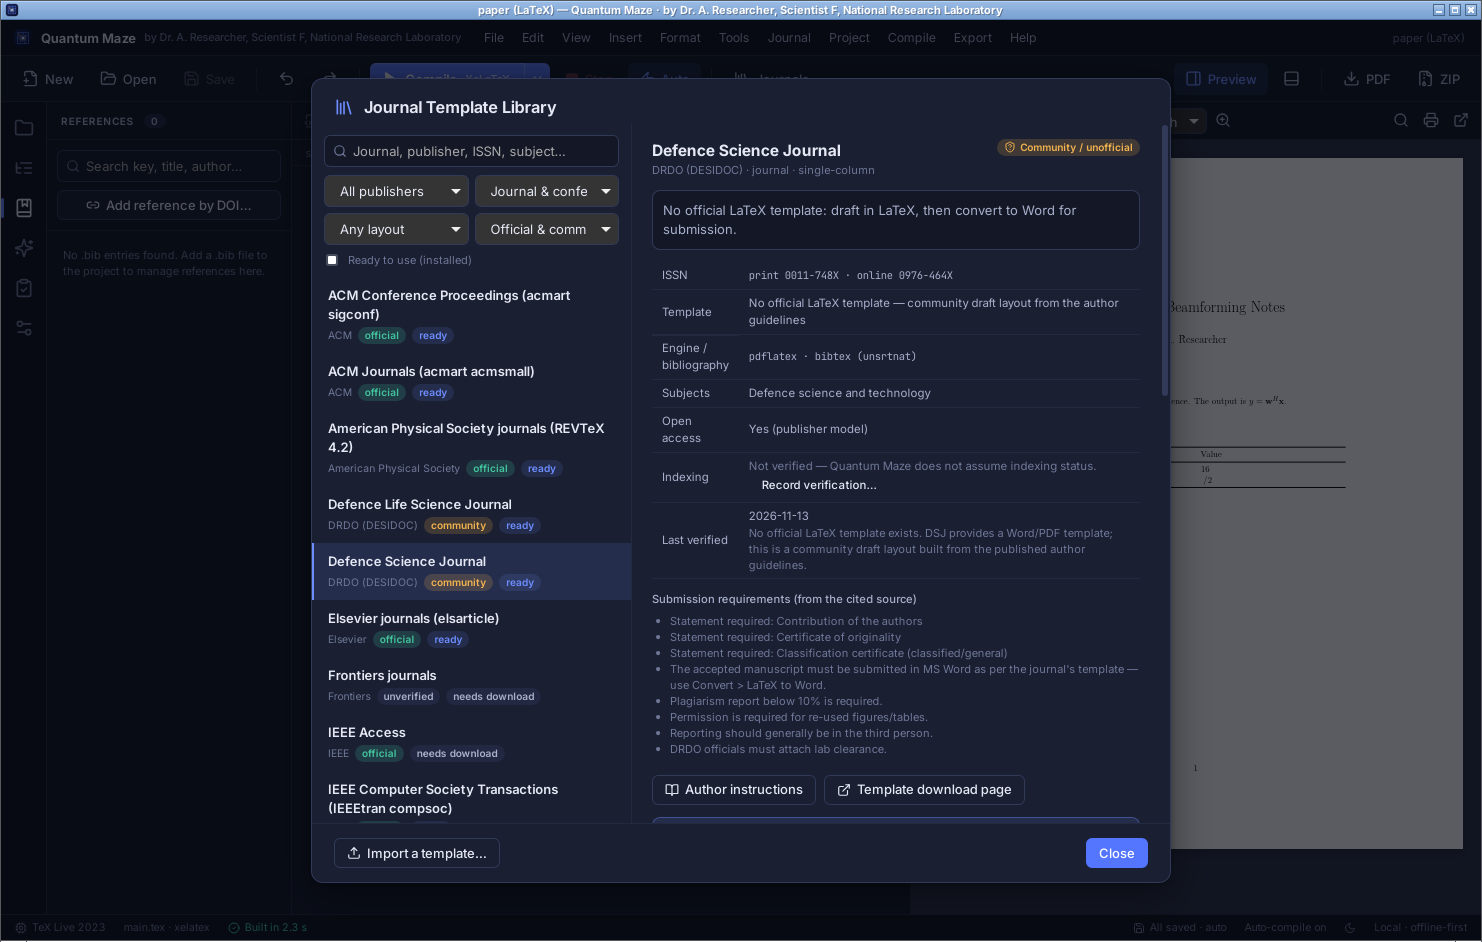 paper (LaTeX) — Quantum Maze · by Dr. A. Researcher, Scientist F, National Research Laboratory
Quantum Maze by Dr. A. Researcher, Scientist F, National Research Laboratory File Edit View Insert Format Tools Journal Project Compile Export Help paper (LaTeX)
New Open Save Compile XeLaTeX Auto Journals Preview PDF ZIP
REFERENCES 0
Search key, title, author...
Add reference by DOI...
No .bib entries found. Add a .bib file to
the project to manage references here.
Journal Template Library
Journal, publisher, ISSN, subject...
All publishers Journal & confe
Any layout Official & comm
Ready to use (installed)
ACM Conference Proceedings (acmart
sigconf)
ACM official ready
ACM Journals (acmart acmsmall)
ACM official ready
American Physical Society journals (REVTeX
4.2)
American Physical Society official ready
Defence Life Science Journal
DRDO (DESIDOC) community ready
Defence Science Journal
DRDO (DESIDOC) community ready
Elsevier journals (elsarticle)
Elsevier official ready
Frontiers journals
Frontiers unverified needs download
IEEE Access
IEEE official needs download
IEEE Computer Society Transactions
(IEEEtran compsoc)
Import a template...
Defence Science Journal
Community / unofficial
DRDO (DESIDOC) · journal · single-column
No official LaTeX template: draft in LaTeX, then convert to Word for
submission.
ISSN print 0011-748X · online 0976-464X
Template No official LaTeX template — community draft layout from the author
guidelines
Engine /
bibliography pdflatex · bibtex (unsrtnat)
Subjects Defence science and technology
Open
access Yes (publisher model)
Indexing Not verified — Quantum Maze does not assume indexing status.
Record verification...
Last verified 2026-11-13
No official LaTeX template exists. DSJ provides a Word/PDF template;
this is a community draft layout built from the published author
guidelines.
Submission requirements (from the cited source)
• Statement required: Contribution of the authors
• Statement required: Certificate of originality
• Statement required: Classification certificate (classified/general)
• The accepted manuscript must be submitted in MS Word as per the journal's template —
use Convert > LaTeX to Word.
• Plagiarism report below 10% is required.
• Permission is required for re-used figures/tables.
• Reporting should generally be in the third person.
• DRDO officials must attach lab clearance.
Author instructions Template download page
Close
Beamforming Notes
Researcher
The output is y = wᴴx.
Value
16
/2
1
TeX Live 2023 main.tex · xelatex Built in 2.3 s All saved · auto Auto-compile on Local · offline-first